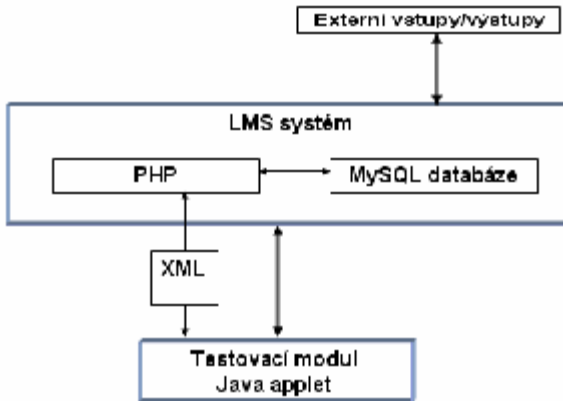 Externí vstupy/výstupy
LMS systém
PHP
MySQL databáze
XML
Testovací modul
Java applet